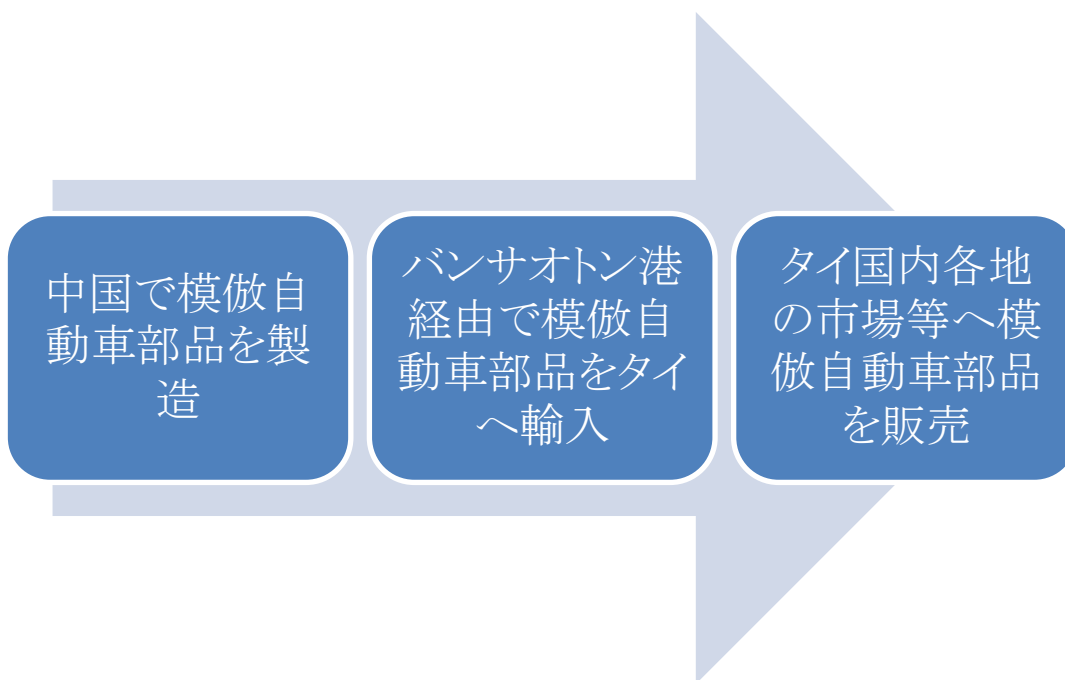 中国で模倣自
動車部品を製
造
バンサオトン港
経由で模倣自
動車部品をタイ
へ輸入
タイ国内各地
の市場等へ模
倣自動車部品
を販売